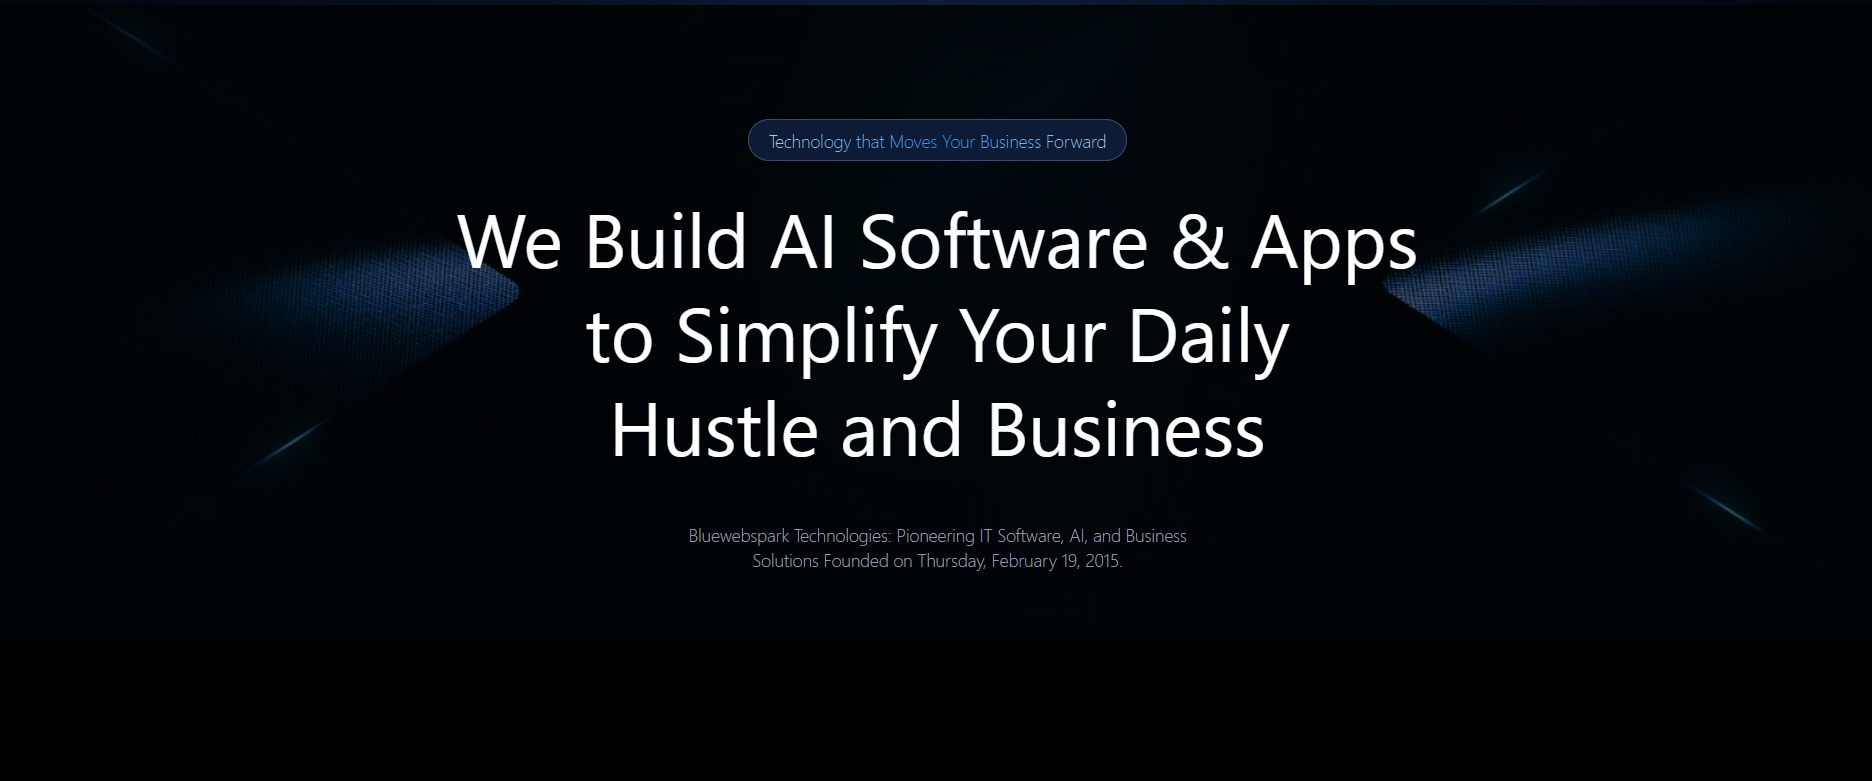 Technology that Moves Your Business Forward
We Build AI Software & Apps
to Simplify Your Daily
Hustle and Business
Bluewebspark Technologies: Pioneering IT Software, AI, and Business
Solutions Founded on Thursday, February 19, 2015.